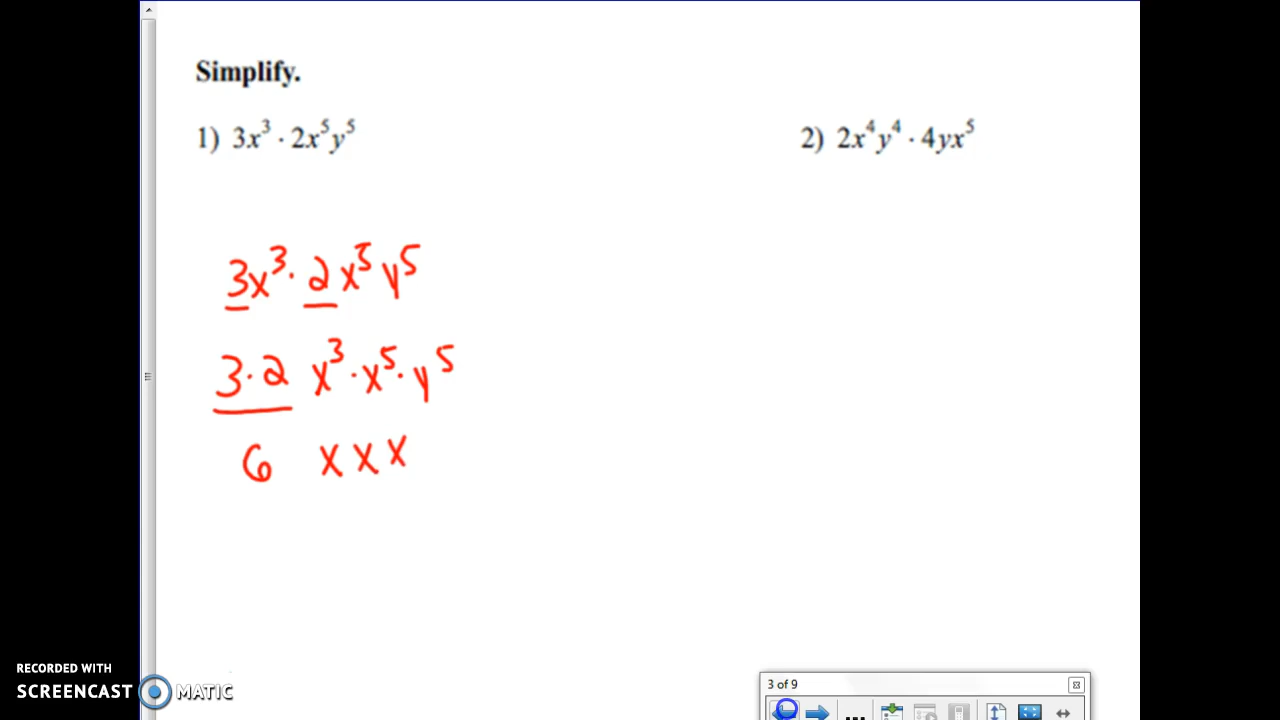 Simplify.
1) 3x³ · 2x⁵y⁵
2) 2x⁴y⁴ · 4yx⁵
3x³ · 2x⁵y⁵
3 · 2 x³ · x⁵ · y⁵
6 x x x
RECORDED WITH
SCREENCAST MATIC
3 of 9